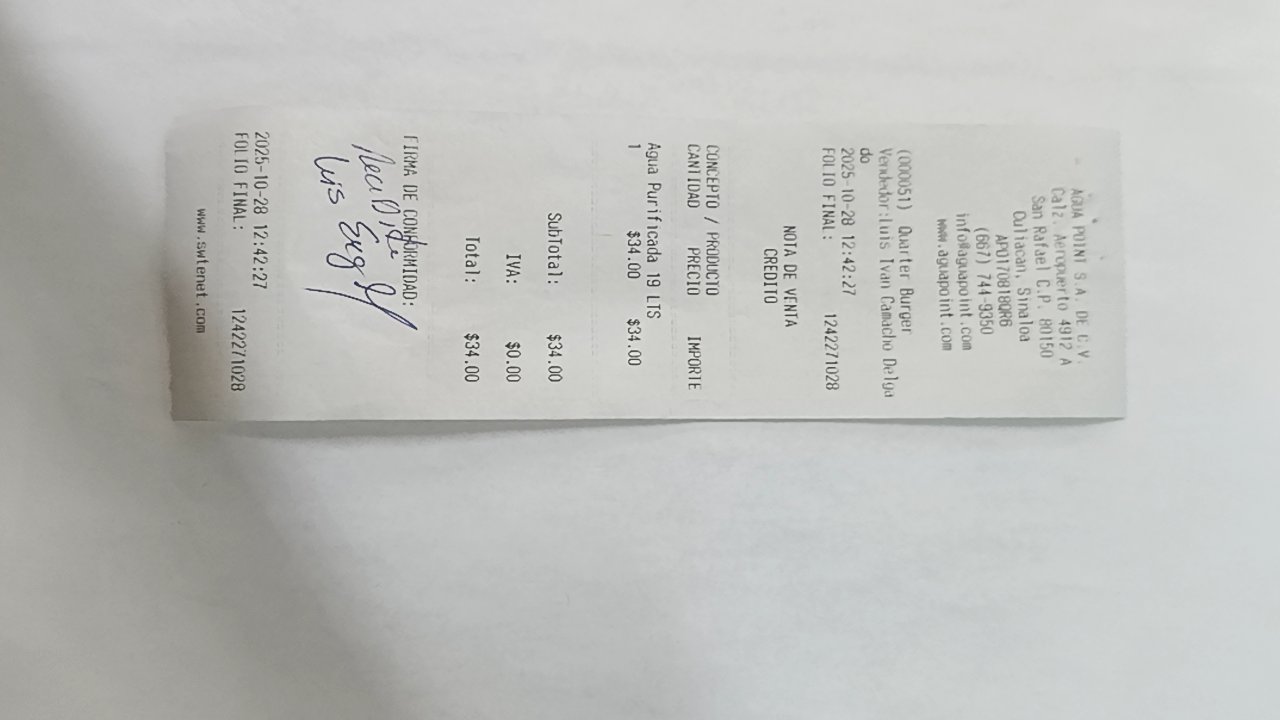 AGUA POINT S.A. DE C.V.
Calz. Aeropuerto 4912 A
San Rafael C.P. 80150
Culiacan, Sinaloa
APO170818QR6
(667) 744-9350
info@aguapoint.com
www.aguapoint.com
(000051) Quarter Burger
Vendedor:Luis Ivan Camacho Delga
do
2025-10-28 12:42:27
FOLIO FINAL: 1242271028
NOTA DE VENTA
CREDITO
CONCEPTO / PRODUCTO
CANTIDAD PRECIO IMPORTE
Agua Purificada 19 LTS
1 $34.00 $34.00
SubTotal: $34.00
IVA: $0.00
Total: $34.00
FIRMA DE CONFORMIDAD:
Luis
2025-10-28 12:42:27
FOLIO FINAL: 1242271028
www.swtenet.com